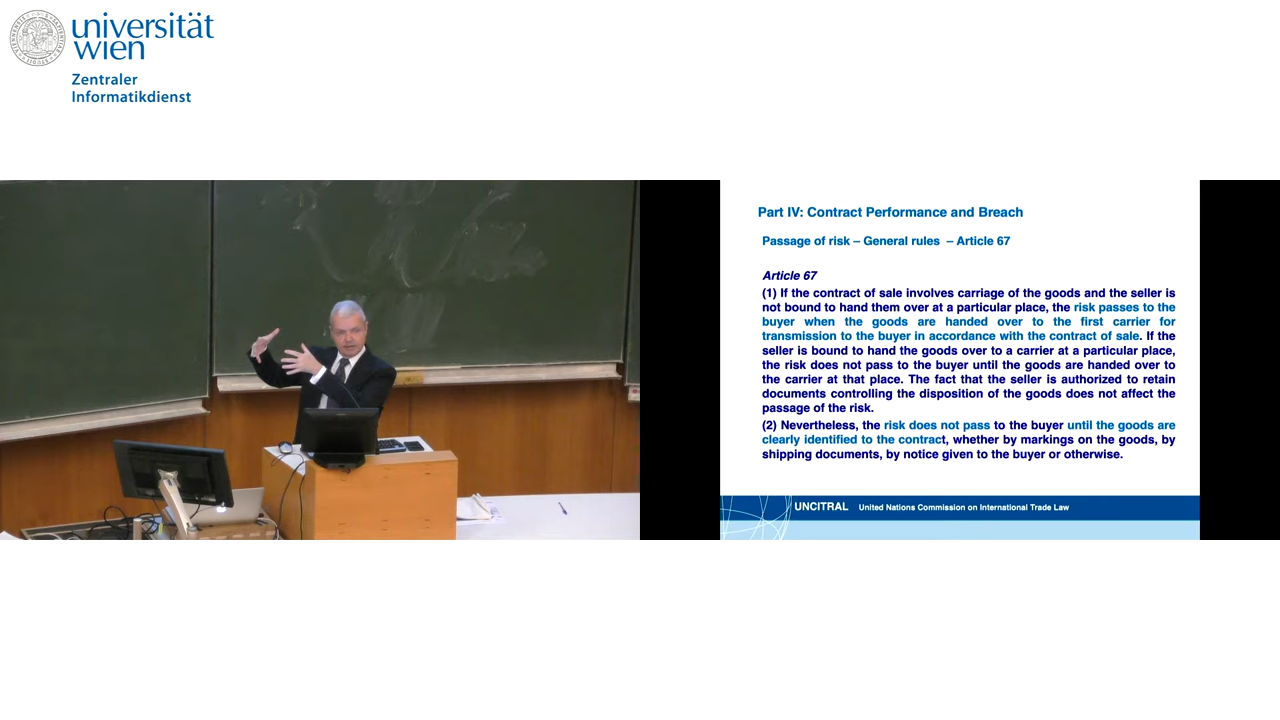 universität
wien
Zentraler
Informatikdienst
Part IV: Contract Performance and Breach
Passage of risk – General rules – Article 67
Article 67
(1) If the contract of sale involves carriage of the goods and the seller is
not bound to hand them over at a particular place, the risk passes to the
buyer when the goods are handed over to the first carrier for
transmission to the buyer in accordance with the contract of sale. If the
seller is bound to hand the goods over to a carrier at a particular place,
the risk does not pass to the buyer until the goods are handed over to
the carrier at that place. The fact that the seller is authorized to retain
documents controlling the disposition of the goods does not affect the
passage of the risk.
(2) Nevertheless, the risk does not pass to the buyer until the goods are
clearly identified to the contract, whether by markings on the goods, by
shipping documents, by notice given to the buyer or otherwise.
UNCITRAL United Nations Commission on International Trade Law